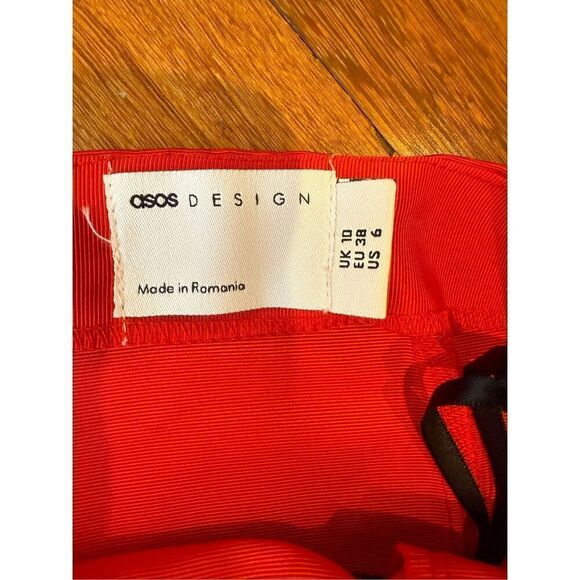 asos DESIGN
Made in Romania
UK 10
EU 38
US 6